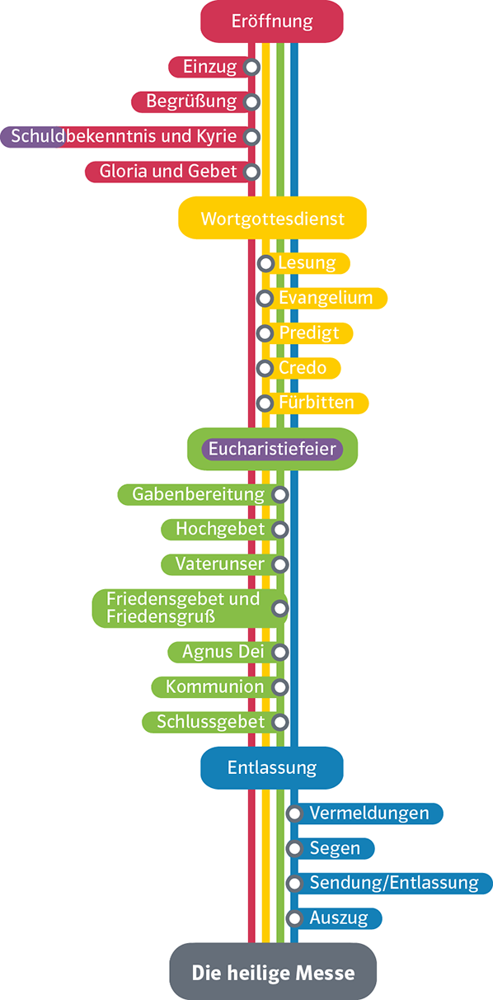 Eröffnung
Einzug
Begrüßung
Schuldbekenntnis und Kyrie
Gloria und Gebet
Wortgottesdienst
Lesung
Evangelium
Predigt
Credo
Fürbitten
Eucharistiefeier
Gabenbereitung
Hochgebet
Vaterunser
Friedensgebet und
Friedensgruß
Agnus Dei
Kommunion
Schlussgebet
Entlassung
Vermeldungen
Segen
Sendung/Entlassung
Auszug
Die heilige Messe